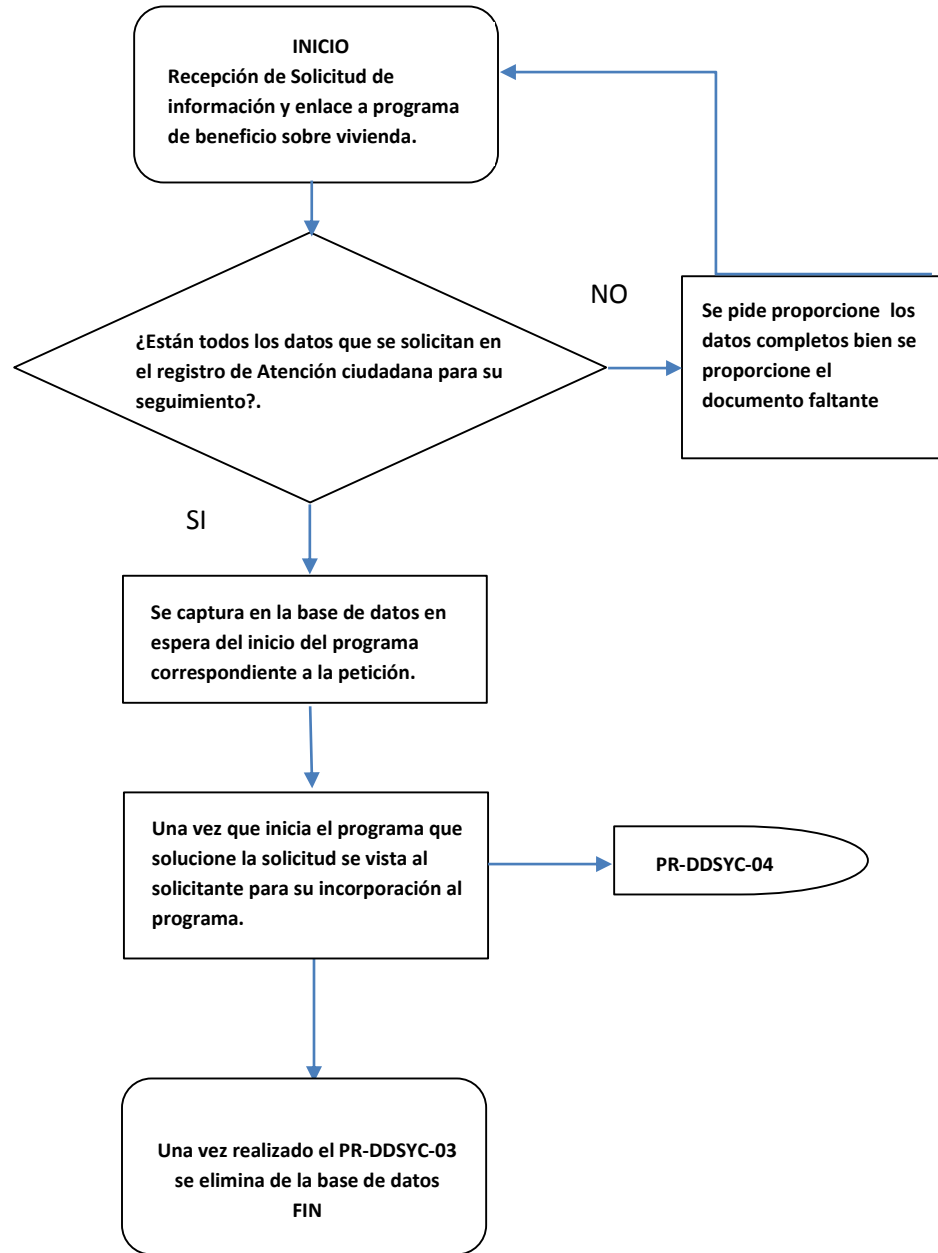 INICIO
Recepción de Solicitud de
información y enlace a programa
de beneficio sobre vivienda.
¿Están todos los datos que se solicitan en
el registro de Atención ciudadana para su
seguimiento?.
NO
Se pide proporcione los
datos completos bien se
proporcione el
documento faltante
SI
Se captura en la base de datos en
espera del inicio del programa
correspondiente a la petición.
Una vez que inicia el programa que
solucione la solicitud se vista al
solicitante para su incorporación al
programa.
PR-DDSYC-04
Una vez realizado el PR-DDSYC-03
se elimina de la base de datos
FIN